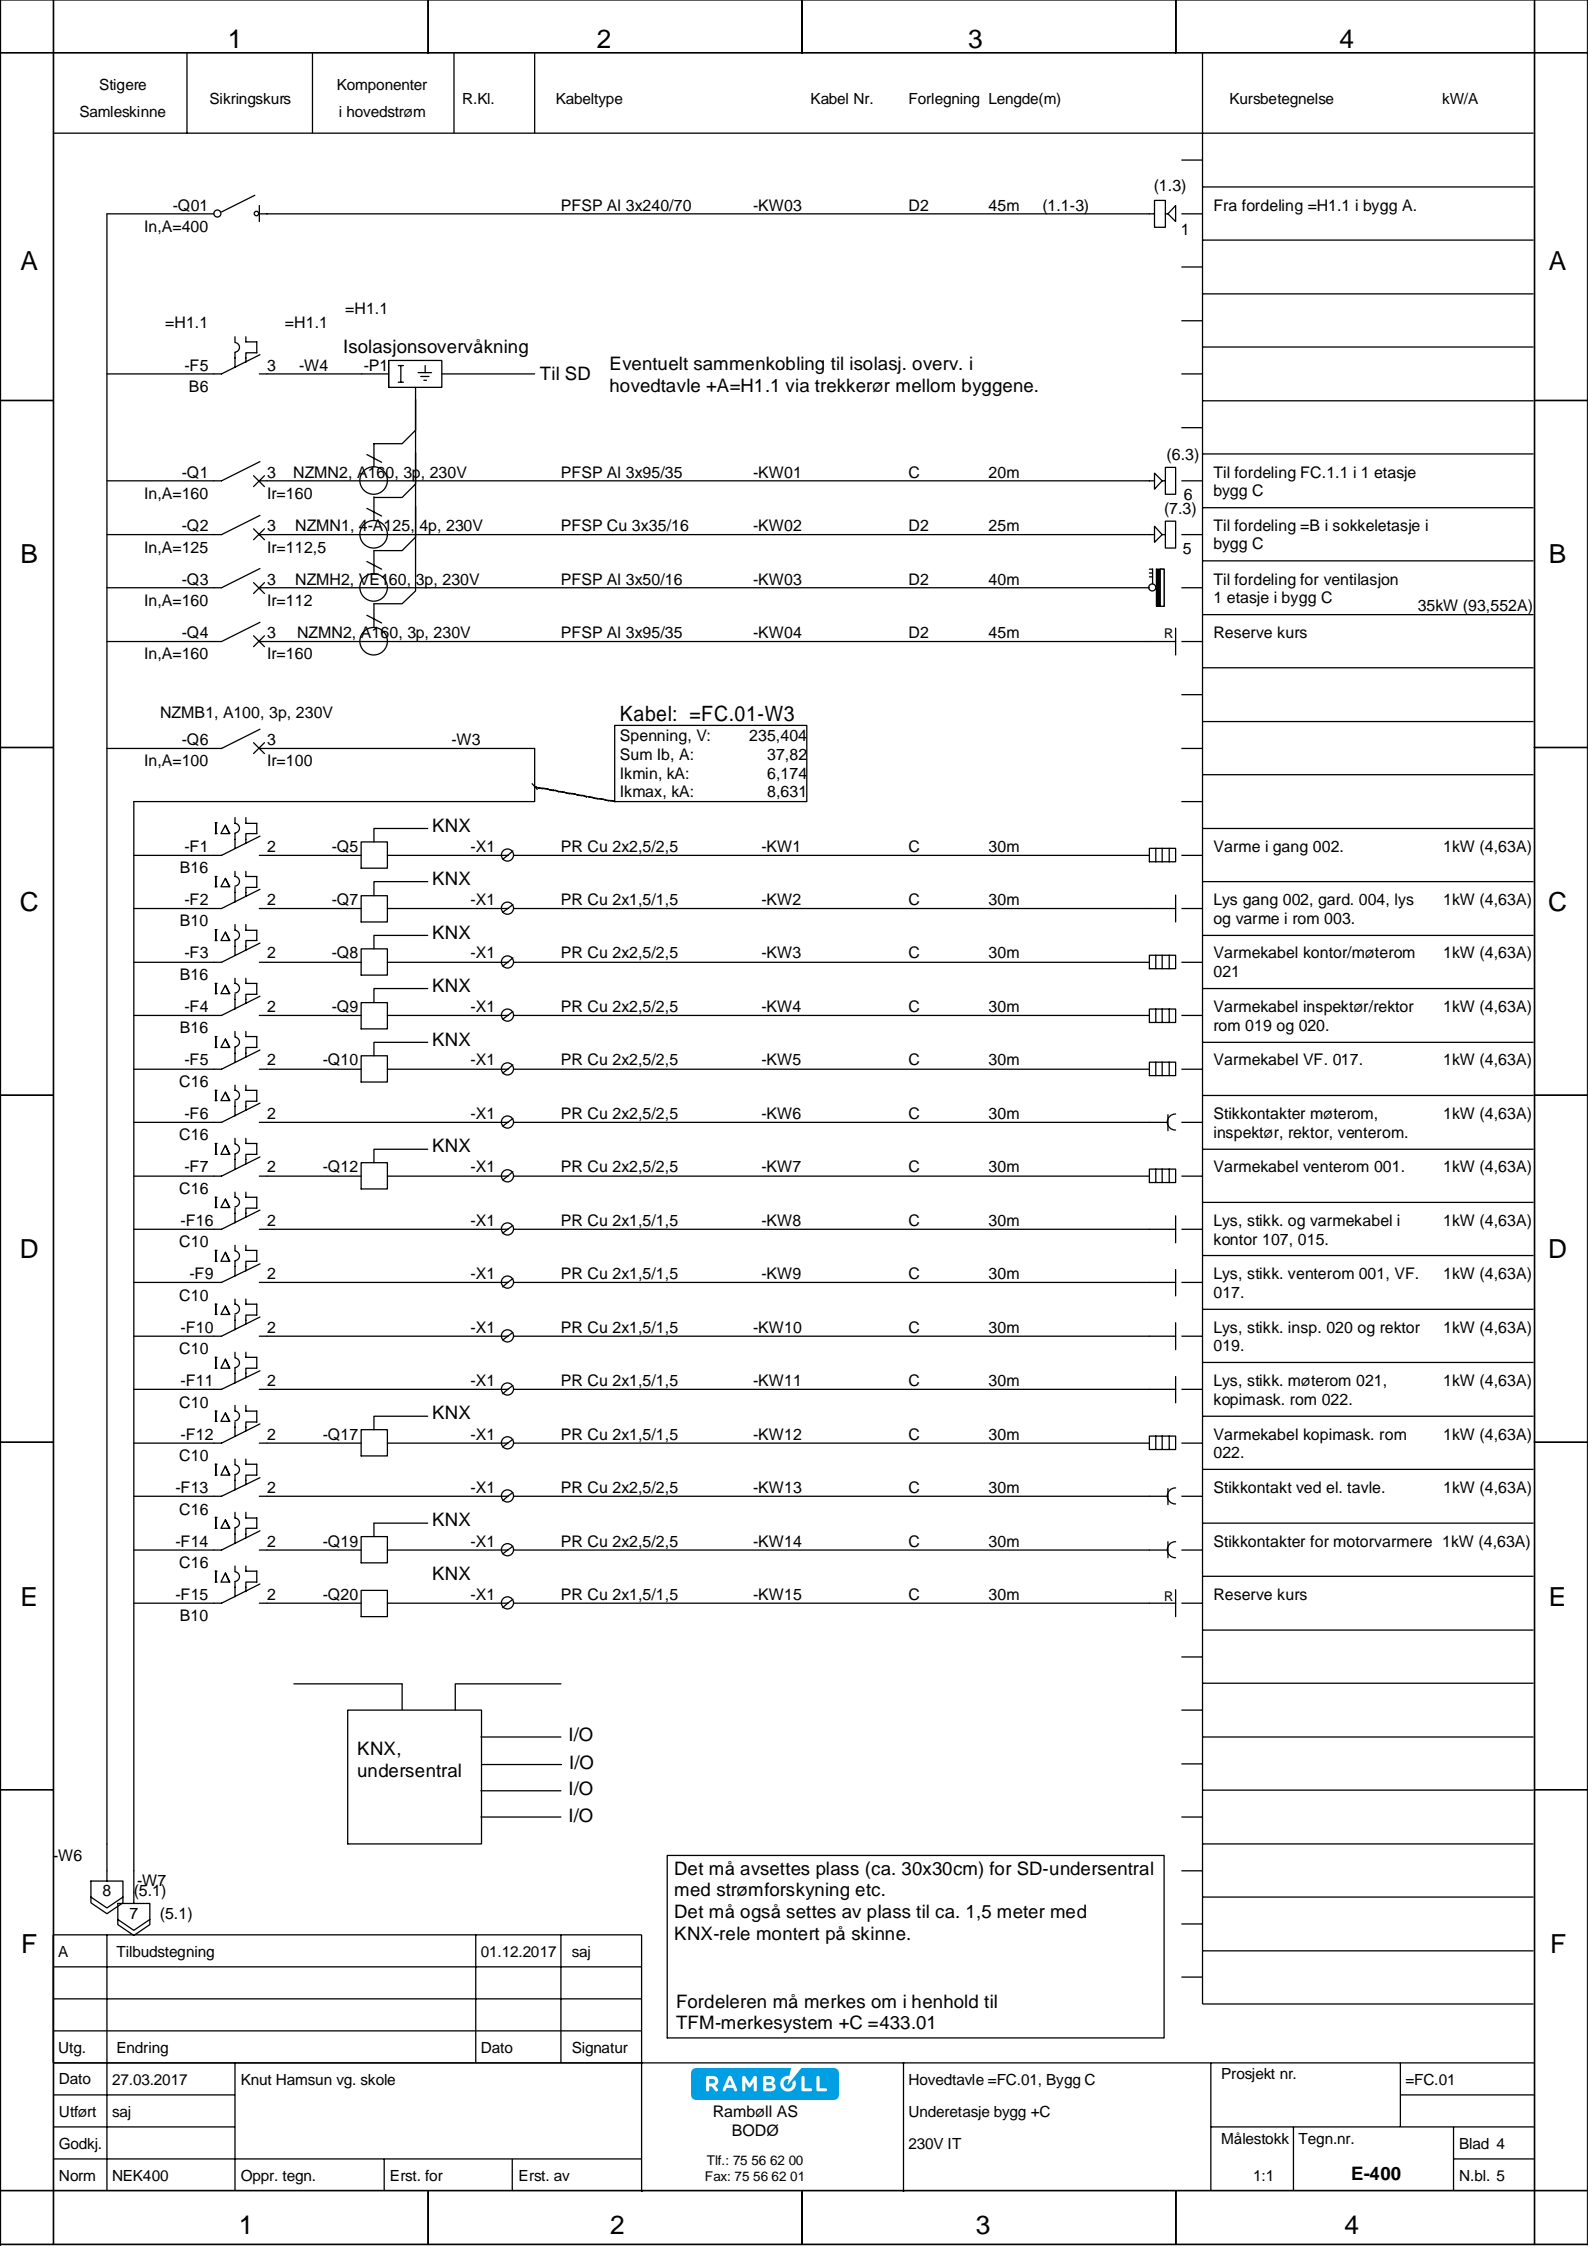 1 2 3 4
Stigere Samleskinne Sikringskurs Komponenter i hovedstrøm R.Kl. Kabeltype Kabel Nr. Forlegning Lengde(m) Kursbetegnelse kW/A
A A
-Q01 PFSP Al 3x240/70 -KW03 D2 45m (1.1-3) (1.3) Fra fordeling =H1.1 i bygg A.
In,A=400 1
=H1.1 =H1.1 =H1.1
Isolasjonsovervåkning
-F5 3 -W4 -P1 Til SD
B6
Eventuelt sammenkobling til isolasj. overv. i
hovedtavle +A=H1.1 via trekkerør mellom byggene.
B B
-Q1 3 NZMN2, A160, 3p, 230V PFSP Al 3x95/35 -KW01 C 20m (6.3) Til fordeling FC.1.1 i 1 etasje
In,A=160 Ir=160 6 bygg C
-Q2 3 NZMN1, 4-A125, 4p, 230V PFSP Cu 3x35/16 -KW02 D2 25m (7.3) Til fordeling =B i sokkeletasje i
In,A=125 Ir=112,5 5 bygg C
-Q3 3 NZMH2, VE160, 3p, 230V PFSP Al 3x50/16 -KW03 D2 40m Til fordeling for ventilasjon
In,A=160 Ir=112 1 etasje i bygg C 35kW (93,552A)
-Q4 3 NZMN2, A160, 3p, 230V PFSP Al 3x95/35 -KW04 D2 45m R Reserve kurs
In,A=160 Ir=160
NZMB1, A100, 3p, 230V
-Q6 3 -W3
In,A=100 Ir=100
Kabel: =FC.01-W3
Spenning, V: 235,404
Sum Ib, A: 37,82
Ikmin, kA: 6,174
Ikmax, kA: 8,631
C C
KNX
-F1 2 -Q5 -X1 PR Cu 2x2,5/2,5 -KW1 C 30m Varme i gang 002. 1kW (4,63A)
B16
KNX
-F2 2 -Q7 -X1 PR Cu 2x1,5/1,5 -KW2 C 30m Lys gang 002, gard. 004, lys 1kW (4,63A)
B10 og varme i rom 003.
KNX
-F3 2 -Q8 -X1 PR Cu 2x2,5/2,5 -KW3 C 30m Varmekabel kontor/møterom 1kW (4,63A)
B16 021
KNX
-F4 2 -Q9 -X1 PR Cu 2x2,5/2,5 -KW4 C 30m Varmekabel inspektør/rektor 1kW (4,63A)
B16 rom 019 og 020.
KNX
-F5 2 -Q10 -X1 PR Cu 2x2,5/2,5 -KW5 C 30m Varmekabel VF. 017. 1kW (4,63A)
C16
D D
-F6 2 -X1 PR Cu 2x2,5/2,5 -KW6 C 30m Stikkontakter møterom, 1kW (4,63A)
C16 inspektør, rektor, venterom.
KNX
-F7 2 -Q12 -X1 PR Cu 2x2,5/2,5 -KW7 C 30m Varmekabel venterom 001. 1kW (4,63A)
C16
-F16 2 -X1 PR Cu 2x1,5/1,5 -KW8 C 30m Lys, stikk. og varmekabel i 1kW (4,63A)
C10 kontor 107, 015.
-F9 2 -X1 PR Cu 2x1,5/1,5 -KW9 C 30m Lys, stikk. venterom 001, VF. 1kW (4,63A)
C10 017.
-F10 2 -X1 PR Cu 2x1,5/1,5 -KW10 C 30m Lys, stikk. insp. 020 og rektor 1kW (4,63A)
C10 019.
-F11 2 -X1 PR Cu 2x1,5/1,5 -KW11 C 30m Lys, stikk. møterom 021, 1kW (4,63A)
C10 kopimask. rom 022.
KNX
-F12 2 -Q17 -X1 PR Cu 2x1,5/1,5 -KW12 C 30m Varmekabel kopimask. rom 1kW (4,63A)
C10 022.
E E
-F13 2 -X1 PR Cu 2x2,5/2,5 -KW13 C 30m Stikkontakt ved el. tavle. 1kW (4,63A)
C16
KNX
-F14 2 -Q19 -X1 PR Cu 2x2,5/2,5 -KW14 C 30m Stikkontakter for motorvarmere 1kW (4,63A)
C16
KNX
-F15 2 -Q20 -X1 PR Cu 2x1,5/1,5 -KW15 C 30m R Reserve kurs
B10
KNX,
undersentral
I/O
I/O
I/O
I/O
F F
-W6
-W7
8 (5.1)
7 (5.1)
Det må avsettes plass (ca. 30x30cm) for SD-undersentral
med strømforskyning etc.
Det må også settes av plass til ca. 1,5 meter med
KNX-rele montert på skinne.
Fordeleren må merkes om i henhold til
TFM-merkesystem +C =433.01
A Tilbudstegning 01.12.2017 saj
Utg. Endring Dato Signatur
Dato 27.03.2017 Knut Hamsun vg. skole
Utført saj
Godkj.
Norm NEK400 Oppr. tegn. Erst. for Erst. av
RAMBOLL
Rambøll AS
BODØ
Tlf.: 75 56 62 00
Fax: 75 56 62 01
Hovedtavle =FC.01, Bygg C
Underetasje bygg +C
230V IT
Prosjekt nr. =FC.01
Målestokk Tegn.nr. Blad 4
1:1 E-400 N.bl. 5
1 2 3 4